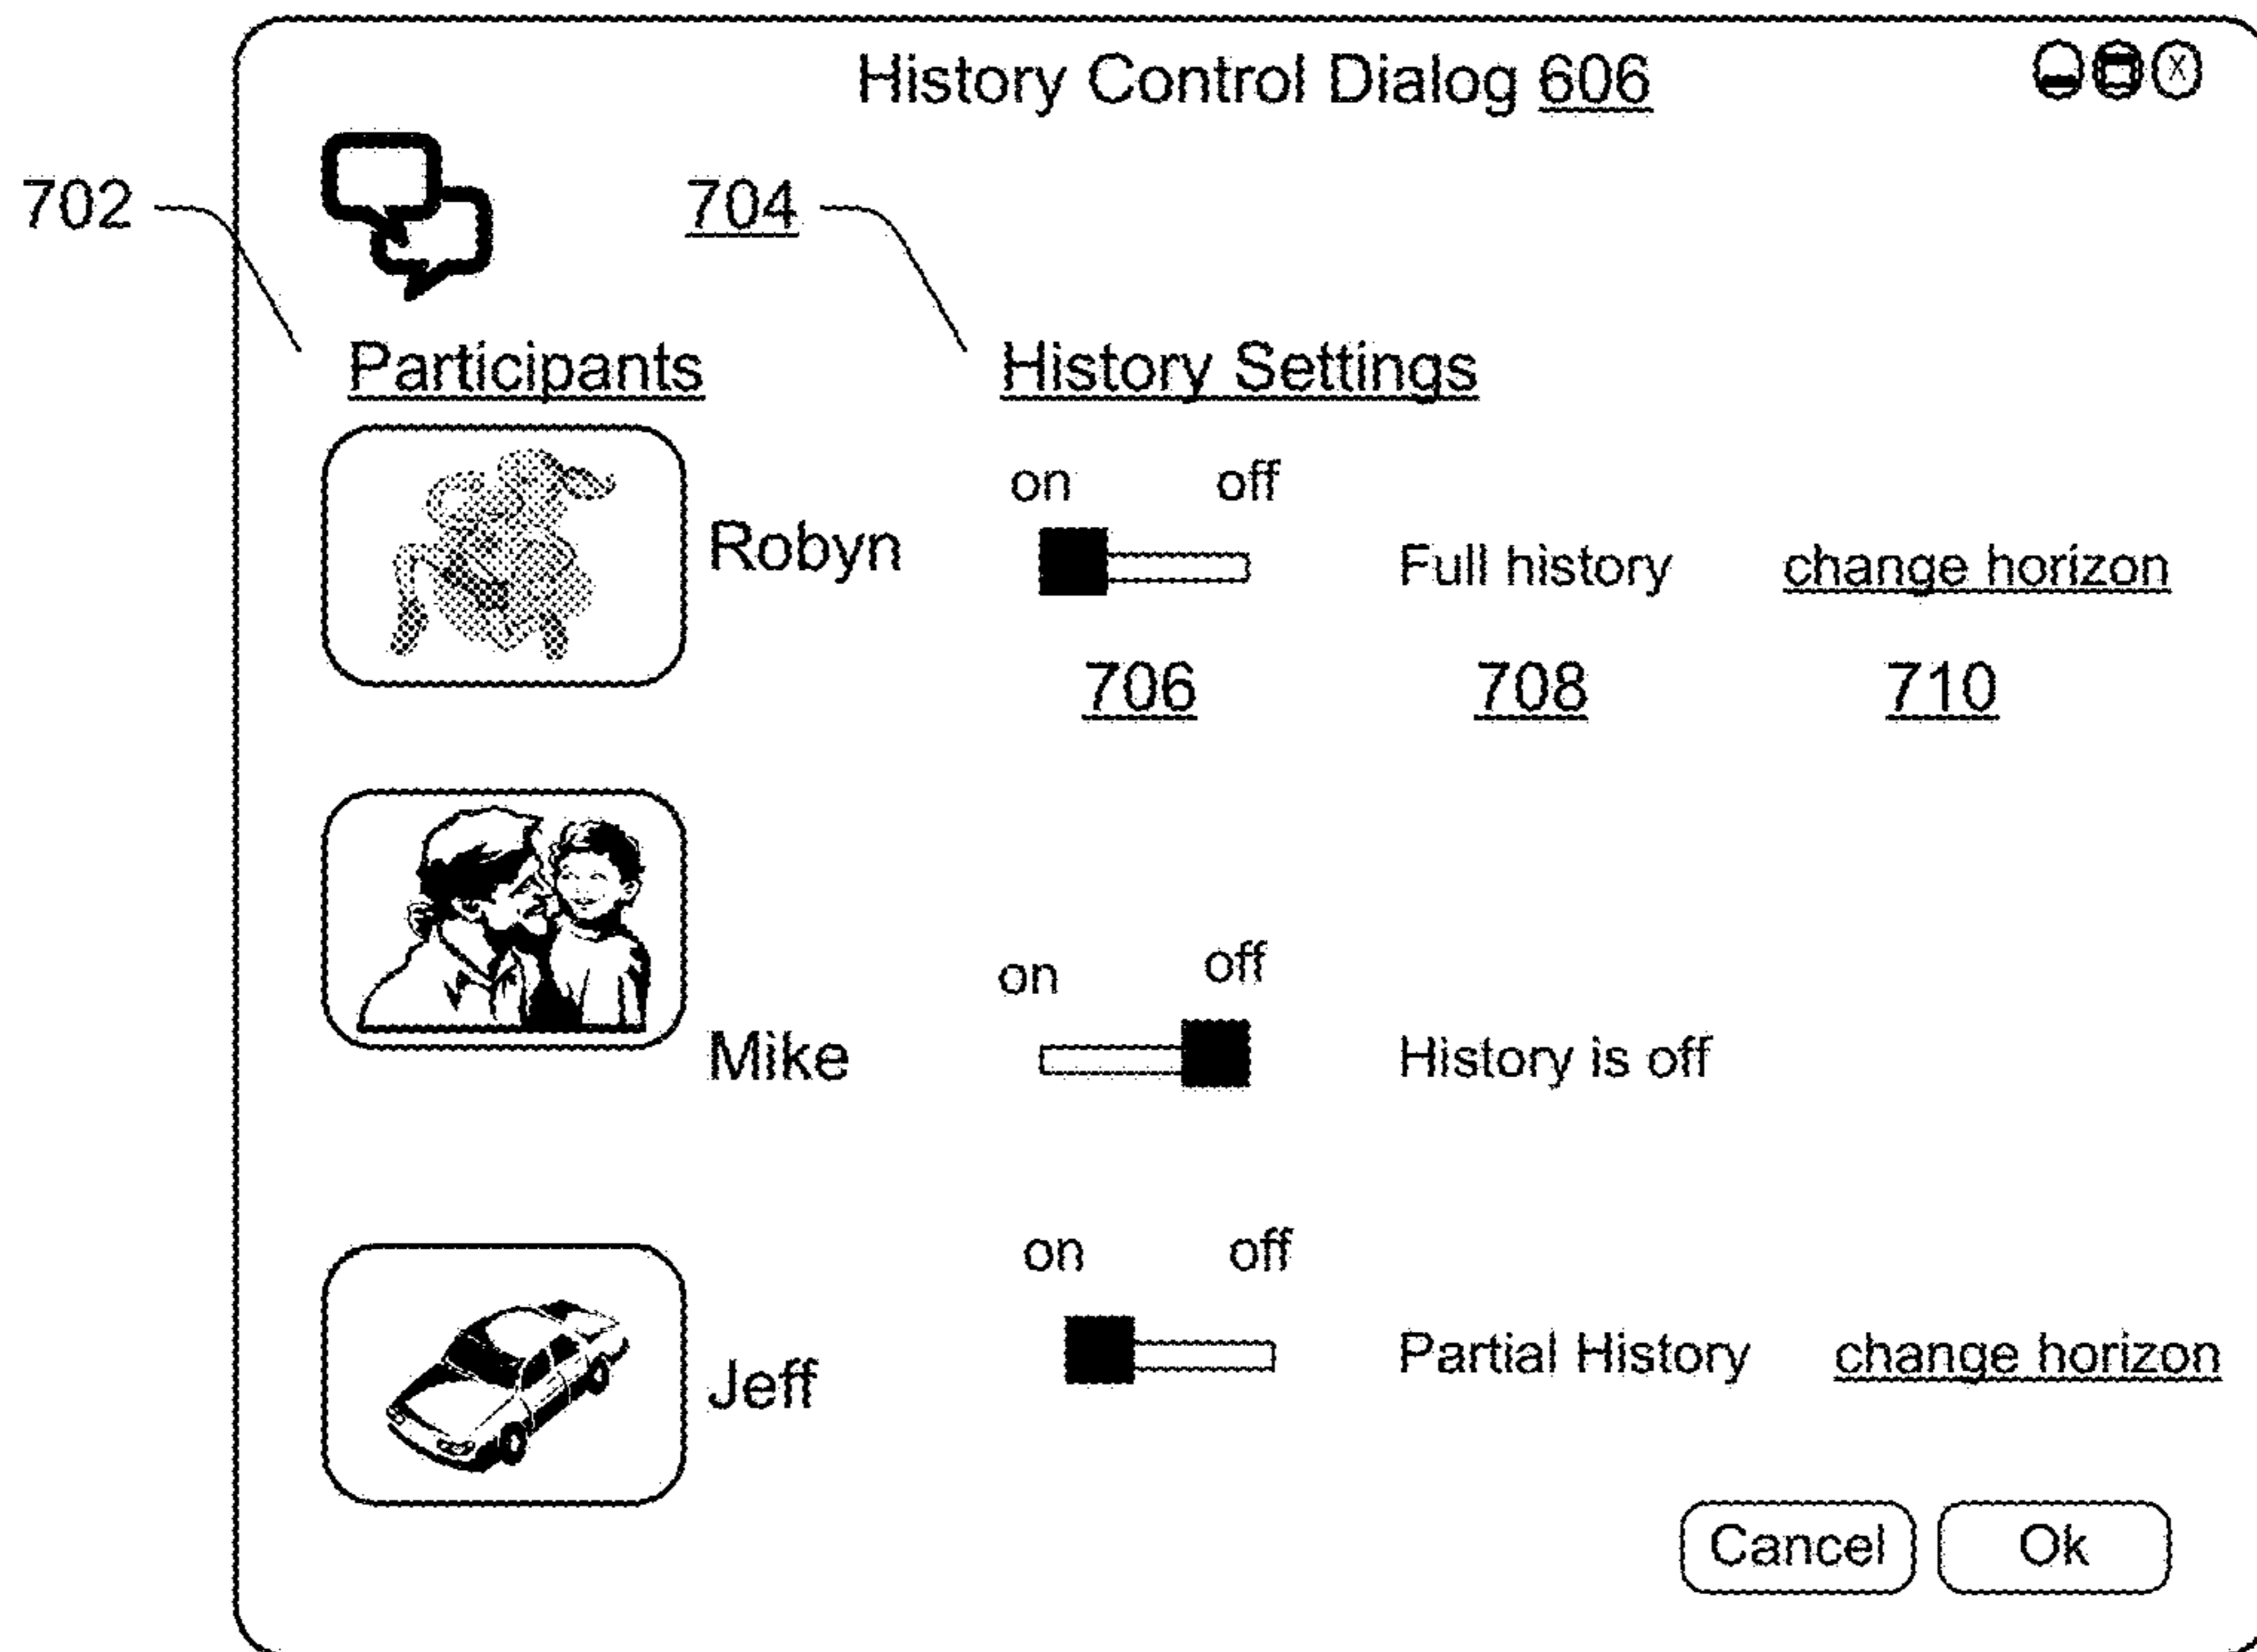 History Control Dialog 606
X
702
704
Participants
History Settings
on off
Robyn
Full history change horizon
706 708 710
on off
Mike
History is off
on off
Jeff
Partial History change horizon
Cancel Ok